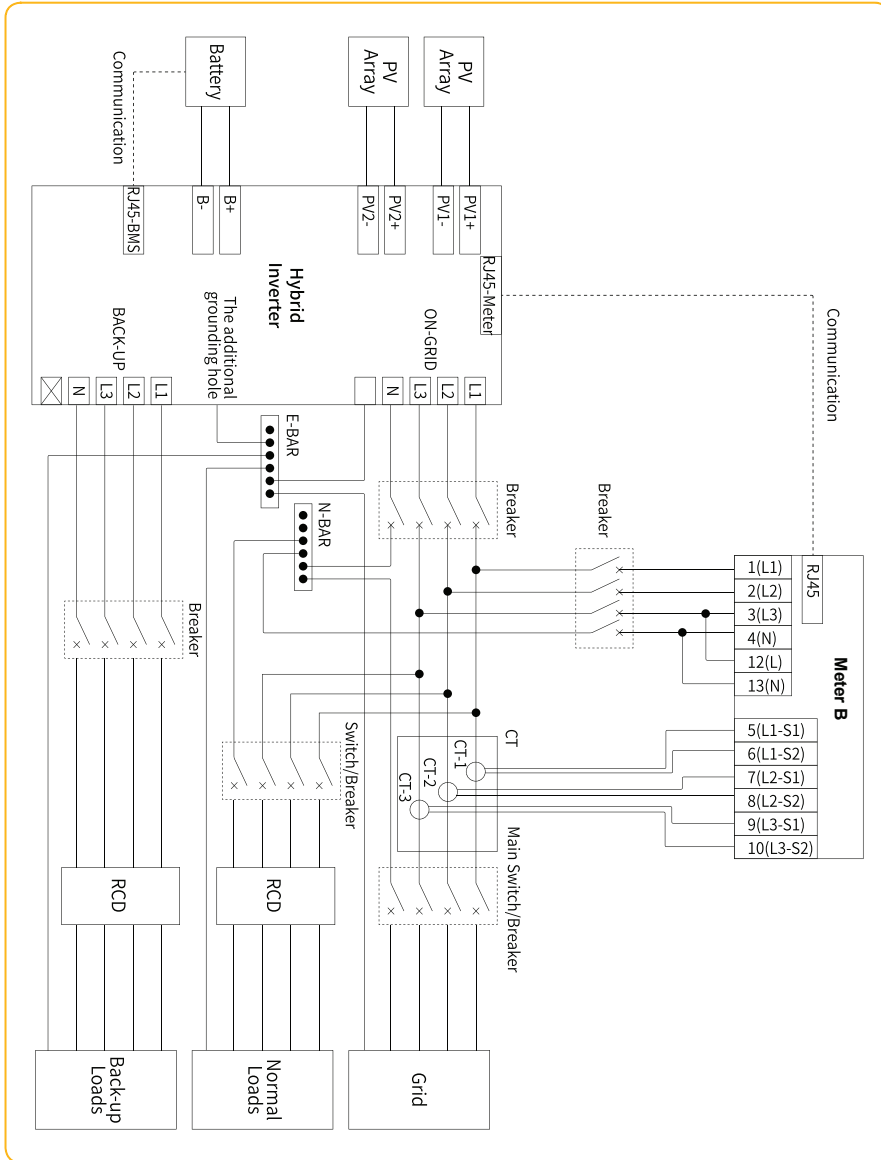 Battery
PV
Array
PV
Array
Communication
RJ45-BMS
B-
B+
PV2-
PV2+
PV1-
PV1+
RJ45-Meter
Hybrid
Inverter
The additional
grounding hole
BACK-UP
ON-GRID
N
L3
L2
L1
N
L3
L2
L1
Communication
E-BAR
N-BAR
Breaker
Breaker
Breaker
RJ45
Meter B
1(L1)
2(L2)
3(L3)
4(N)
12(L)
13(N)
5(L1-S1)
6(L1-S2)
7(L2-S1)
8(L2-S2)
9(L3-S1)
10(L3-S2)
CT
CT-1
CT-2
CT-3
Switch/Breaker
Main Switch/Breaker
RCD
RCD
Back-up
Loads
Normal
Loads
Grid